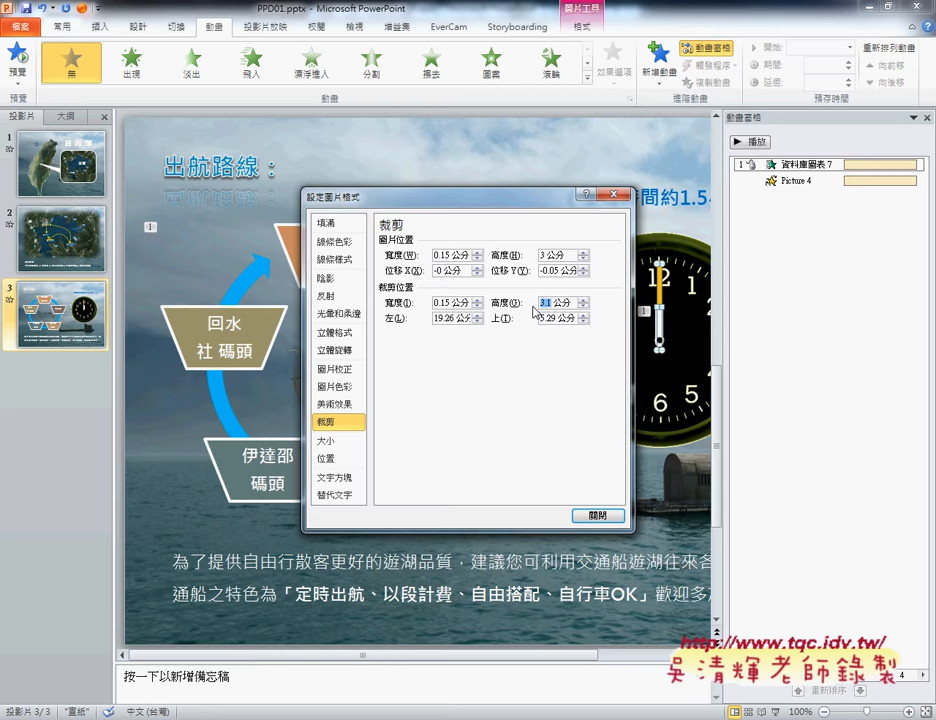 PPD01.pptx - Microsoft PowerPoint
圖片工具
檔案 常用 插入 設計 切換 動畫 投影片放映 校閱 檢視 增益集 EverCam Storyboarding 格式
預覽 無 出現 淡出 飛入 漂浮進入 分割 擦去 圖案 滾輪 效果選項 新增動畫
動畫窗格
觸發程序
複製動畫
開始:
期間:
延遲:
重新排列動畫
向前移
向後移
預覽 動畫 進階動畫 預存時間
投影片 大綱
1
2
3
日月潭
出航路線：
間約1.5
1
回水
社 碼頭
伊達邵
碼頭
12
1
6
5
設定圖片格式
填滿
線條色彩
線條樣式
陰影
反射
光暈和柔邊
立體格式
立體旋轉
圖片校正
圖片色彩
美術效果
裁剪
大小
位置
文字方塊
替代文字
裁剪
圖片位置
寬度(W): 0.15 公分 高度(H): 3 公分
位移 X(X): -0 公分 位移 Y(Y): -0.05 公分
裁剪位置
寬度(I): 0.15 公分 高度(G): 3.1 公分
左(L): 19.26 公分 上(T): 5.29 公分
關閉
為了提供自由行散客更好的遊湖品質，建議您可利用交通船遊湖往來各
通船之特色為「定時出航、以段計費、自由搭配、自行車OK」歡迎多加
動畫窗格
播放
1 資料庫圖表 7
Picture 4
http://www.tqc.idv.tw/
吳清輝老師錄製
4
重新排序
按一下以新增備忘稿
投影片 3/3 "宣紙" 中文 (台灣) 100%